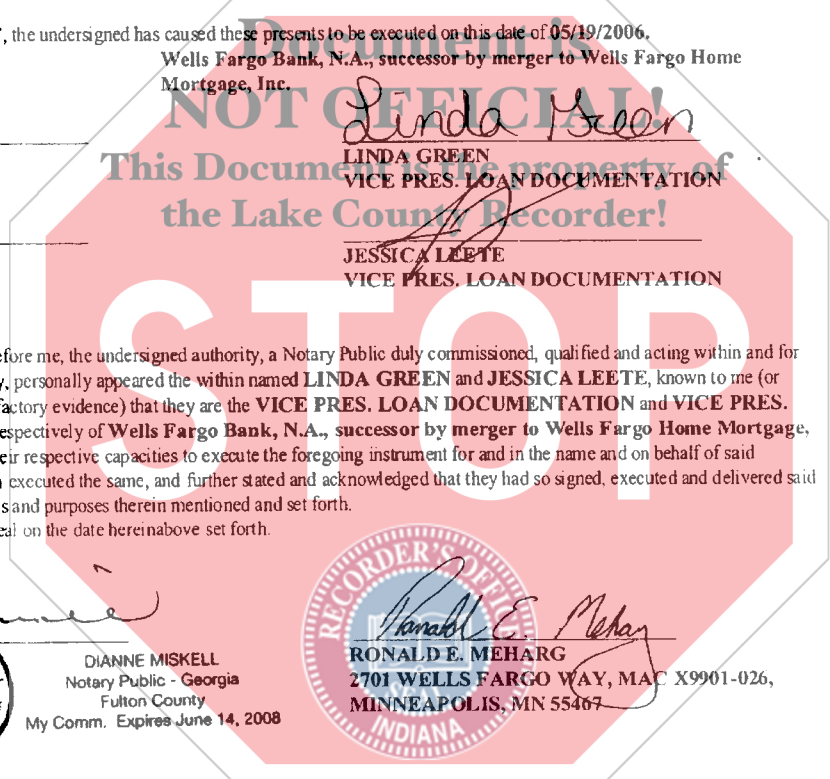 , the undersigned has caused these presents to be executed on this date of 05/19/2006.
Document is
Wells Fargo Bank, N.A., successor by merger to Wells Fargo Home
Mortgage, Inc.
NOT OFFICIAL!
Linda Green
LINDA GREEN
This Document is the property of
VICE PRES. LOAN DOCUMENTATION
the Lake County Recorder!
JESSICA LEETE
VICE PRES. LOAN DOCUMENTATION
STOP
efore me, the undersigned authority, a Notary Public duly commissioned, qualified and acting within and for
y, personally appeared the within named LINDA GREEN and JESSICA LEETE, known to me (or
factory evidence) that they are the VICE PRES. LOAN DOCUMENTATION and VICE PRES.
espectively of Wells Fargo Bank, N.A., successor by merger to Wells Fargo Home Mortgage,
eir respective capacities to execute the foregoing instrument for and in the name and on behalf of said
executed the same, and further stated and acknowledged that they had so signed, executed and delivered said
s and purposes therein mentioned and set forth.
eal on the date hereinabove set forth.
RECORDER'S OFFICE
Ronald E. Meharg
RONALD E. MEHARG
2701 WELLS FARGO WAY, MAC X9901-026,
MINNEAPOLIS, MN 55467
SEAL
INDIANA
DIANNE MISKELL
Notary Public - Georgia
Fulton County
My Comm. Expires June 14, 2008